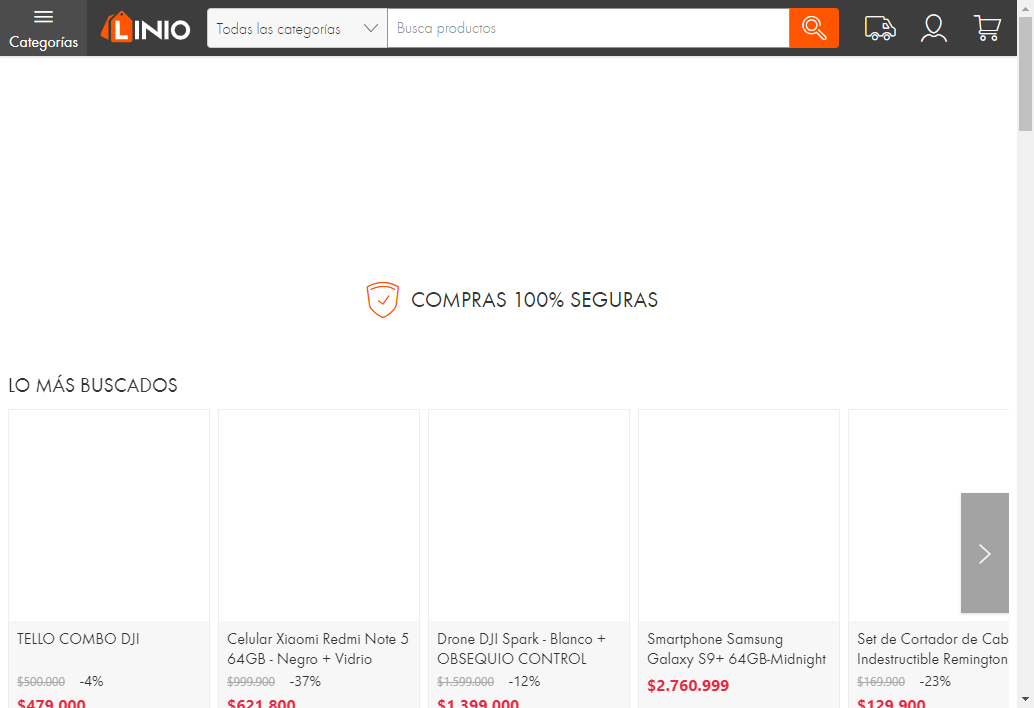 Categorías
LINIO
Todas las categorías
Busca productos
COMPRAS 100% SEGURAS
LO MÁS BUSCADOS
TELLO COMBO DJI
$500.000 -4%
$479.000
Celular Xiaomi Redmi Note 5
64GB - Negro + Vidrio
$999.900 -37%
$621.800
Drone DJI Spark - Blanco +
OBSEQUIO CONTROL
$1.599.000 -12%
$1.399.000
Smartphone Samsung
Galaxy S9+ 64GB-Midnight
$2.760.999
Set de Cortador de Cab
Indestructible Remington
$169.900 -23%
$129.900